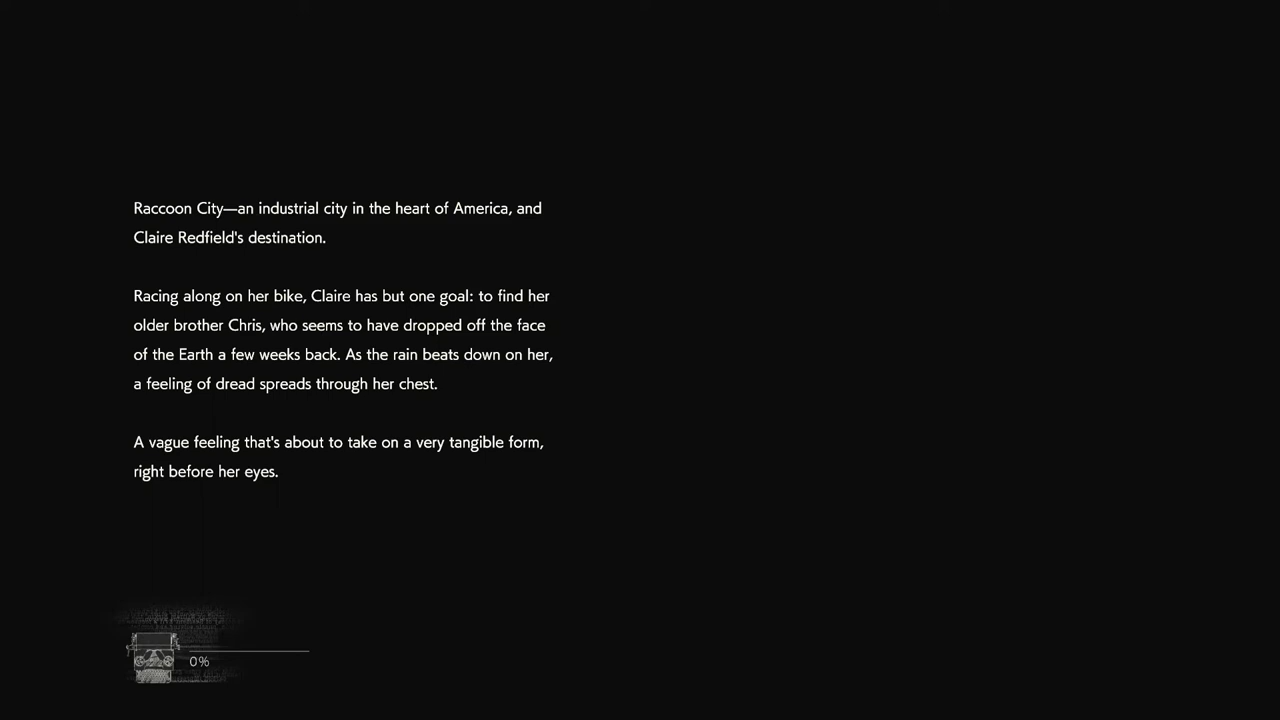 Raccoon City—an industrial city in the heart of America, and
Claire Redfield's destination.
Racing along on her bike, Claire has but one goal: to find her
older brother Chris, who seems to have dropped off the face
of the Earth a few weeks back. As the rain beats down on her,
a feeling of dread spreads through her chest.
A vague feeling that's about to take on a very tangible form,
right before her eyes.
0%